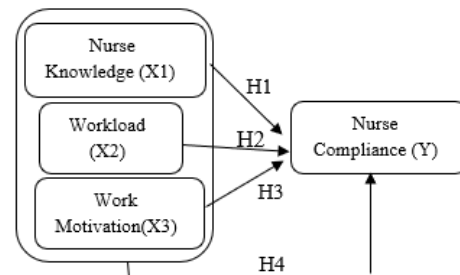 Nurse
Knowledge (X1)
H1
Workload
(X2)
H2
Nurse
Compliance (Y)
Work
Motivation(X3)
H3
H4